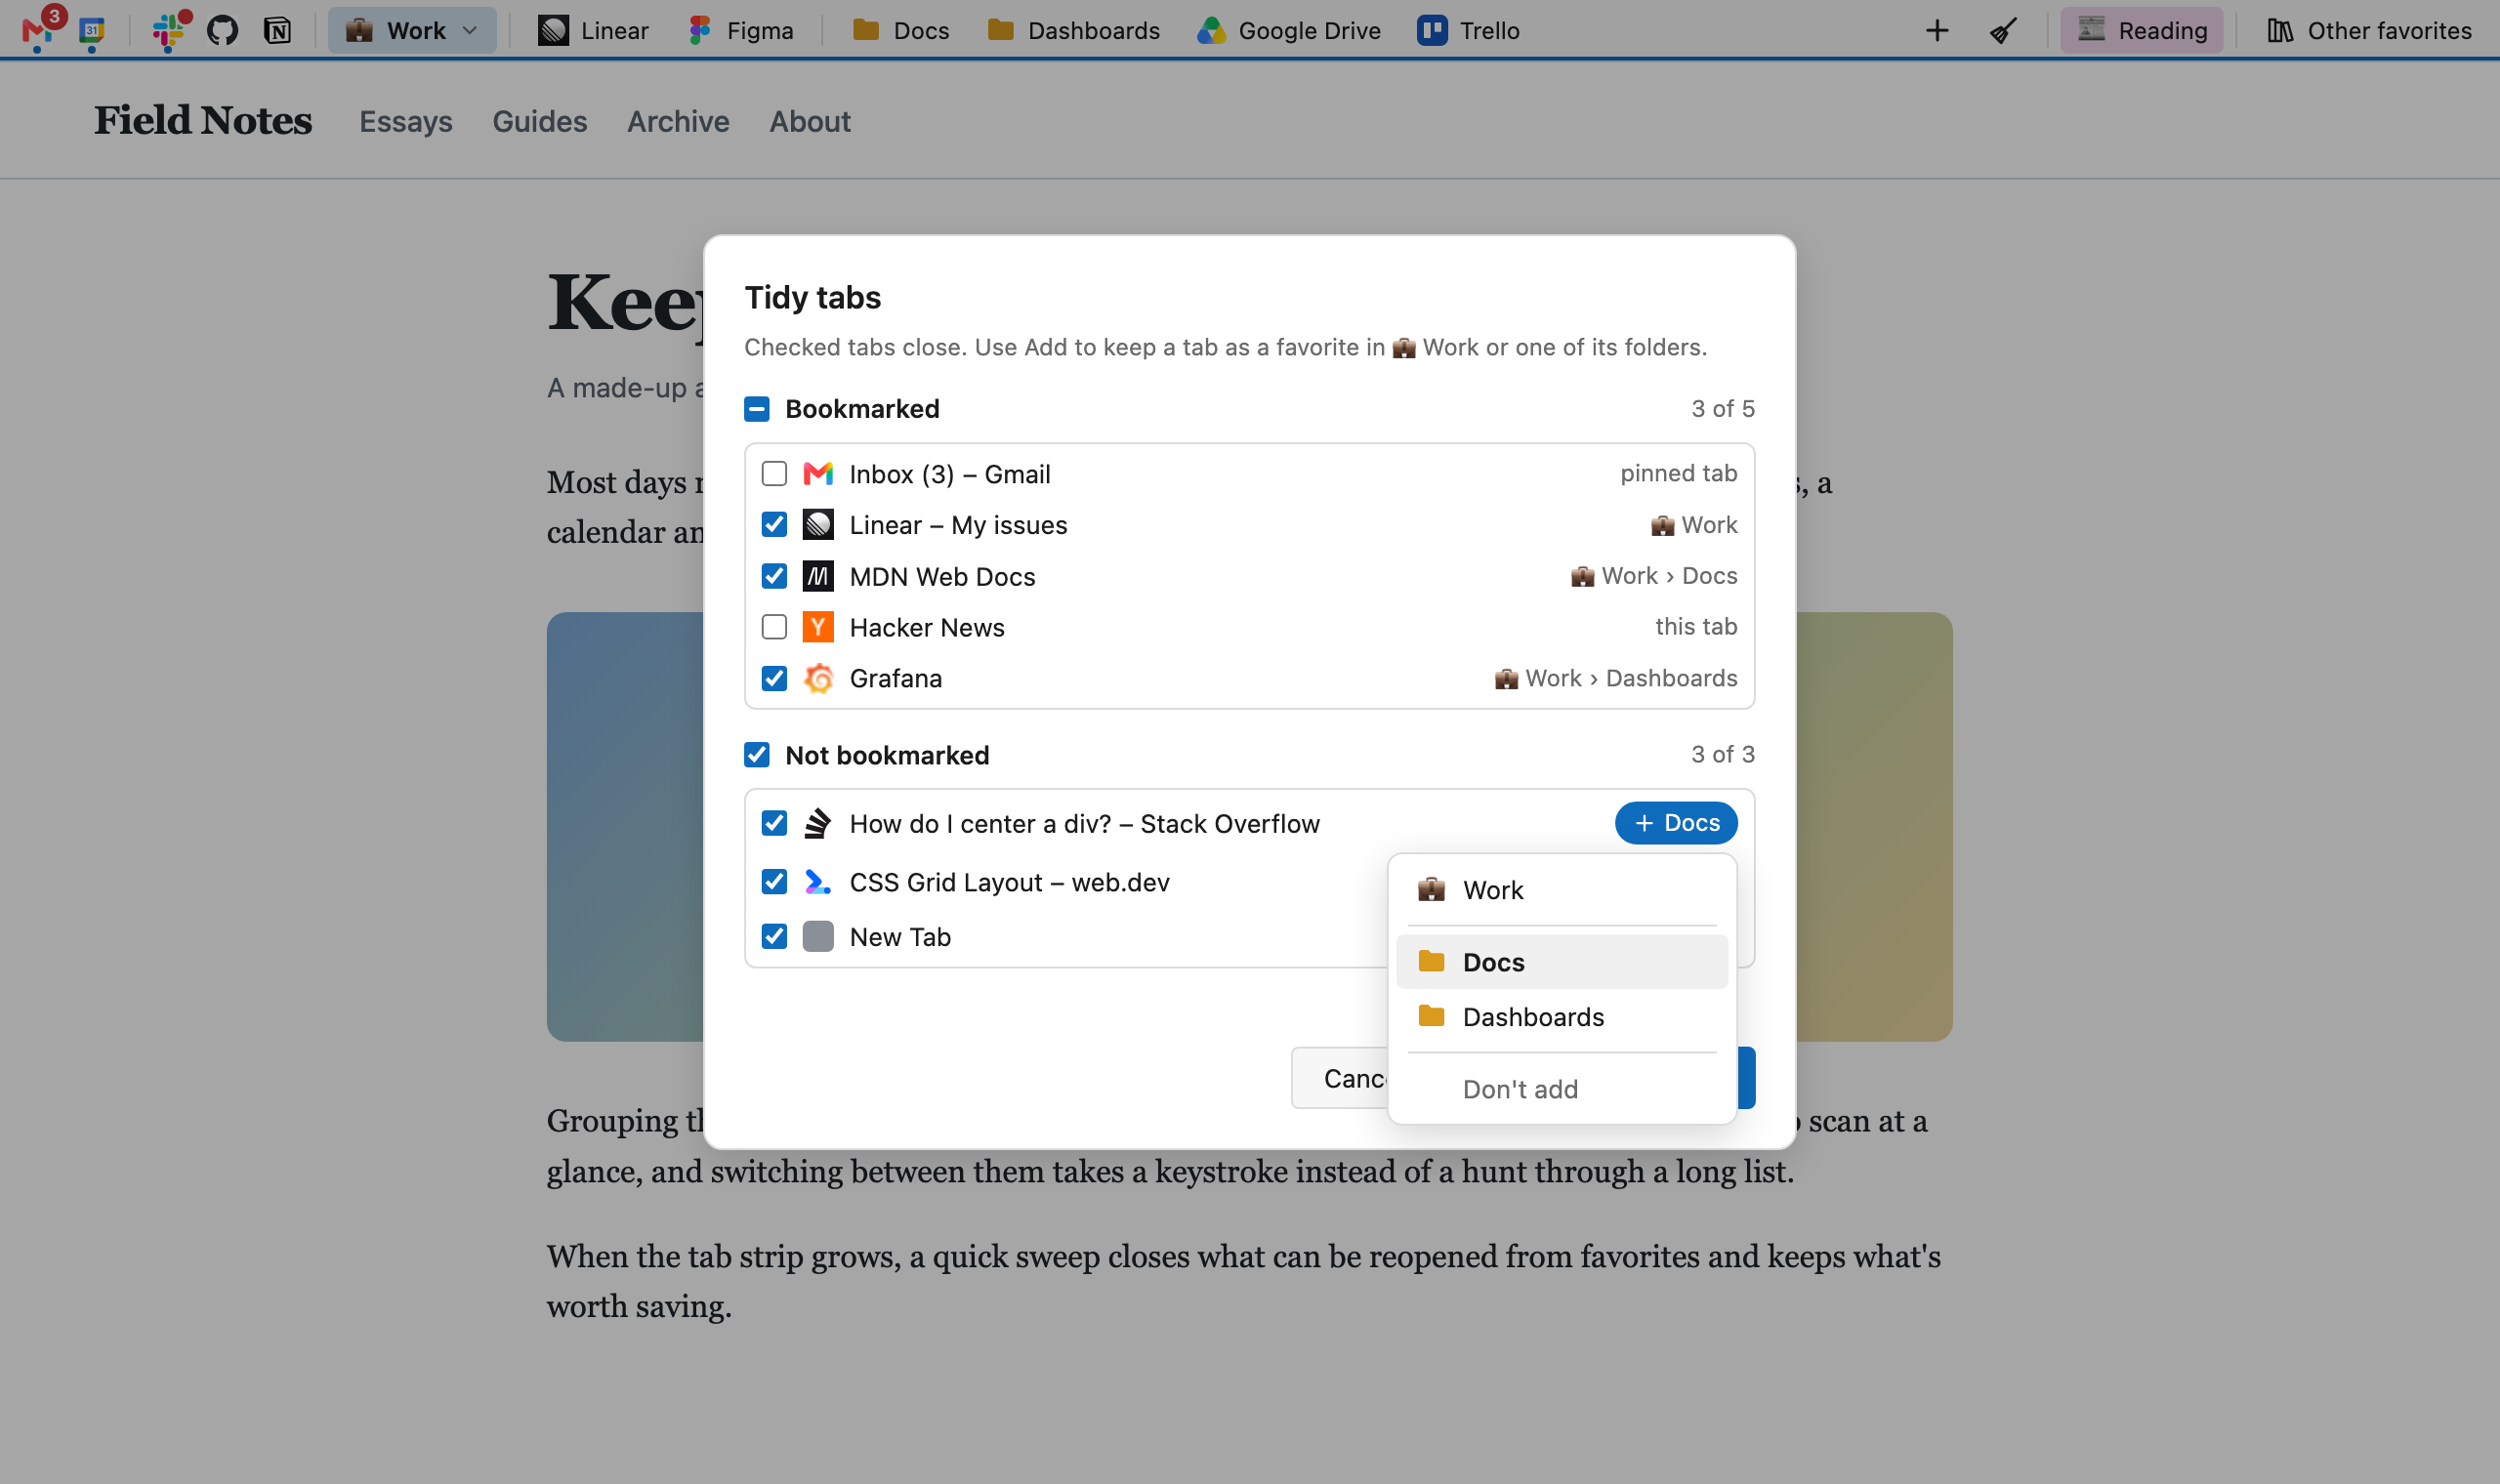 3
31
Work
Linear
Figma
Docs
Dashboards
Google Drive
Trello
Reading
Other favorites
Field Notes
Essays
Guides
Archive
About
Tidy tabs
Checked tabs close. Use Add to keep a tab as a favorite in 💼 Work or one of its folders.
Bookmarked
3 of 5
Inbox (3) – Gmail
pinned tab
Linear – My issues
💼 Work
MDN Web Docs
💼 Work › Docs
Hacker News
this tab
Grafana
💼 Work › Dashboards
Not bookmarked
3 of 3
How do I center a div? – Stack Overflow
+ Docs
CSS Grid Layout – web.dev
New Tab
Work
Docs
Dashboards
Don't add
A made-up
Most days
, a
calendar
Grouping
scan at a
glance, and switching between them takes a keystroke instead of a hunt through a long list.
When the tab strip grows, a quick sweep closes what can be reopened from favorites and keeps what's
worth saving.